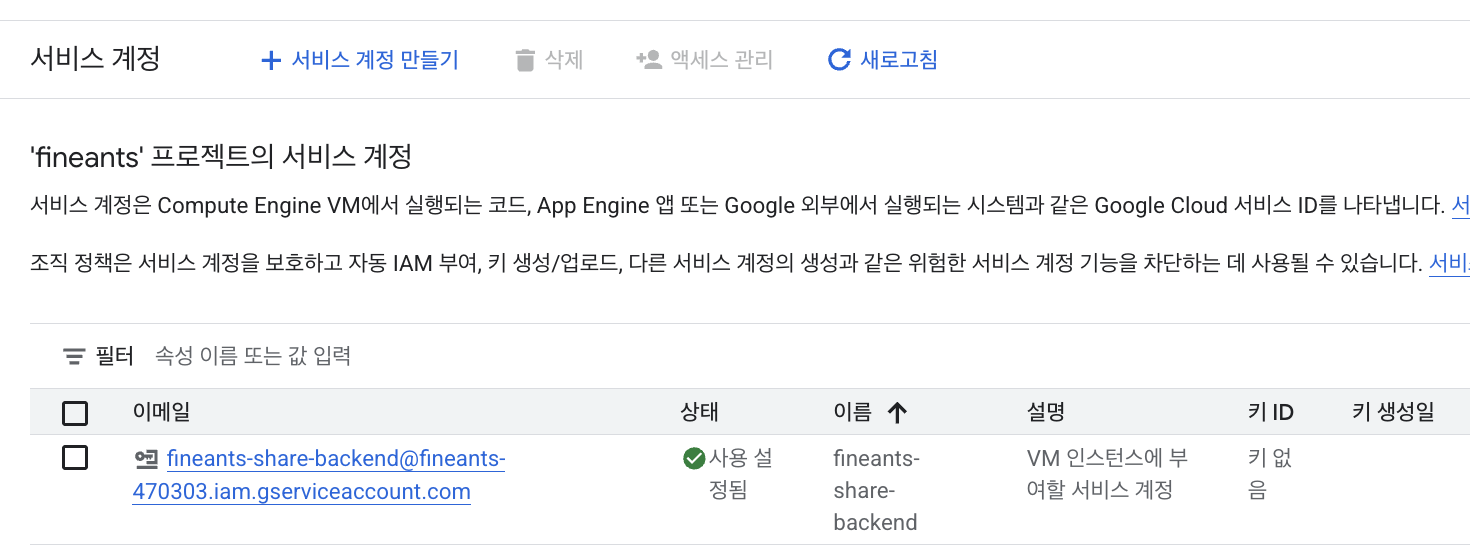 서비스 계정
서비스 계정 만들기
삭제
액세스 관리
새로고침
'fineants' 프로젝트의 서비스 계정
서비스 계정은 Compute Engine VM에서 실행되는 코드, App Engine 앱 또는 Google 외부에서 실행되는 시스템과 같은 Google Cloud 서비스 ID를 나타냅니다. 서
조직 정책은 서비스 계정을 보호하고 자동 IAM 부여, 키 생성/업로드, 다른 서비스 계정의 생성과 같은 위험한 서비스 계정 기능을 차단하는 데 사용될 수 있습니다. 서비
필터 속성 이름 또는 값 입력
이메일 상태 이름 설명 키 ID 키 생성일
fineants-share-backend@fineants-
470303.iam.gserviceaccount.com
사용 설
정됨
fineants-
share-
backend
VM 인스턴스에 부
여할 서비스 계정
키 없
음